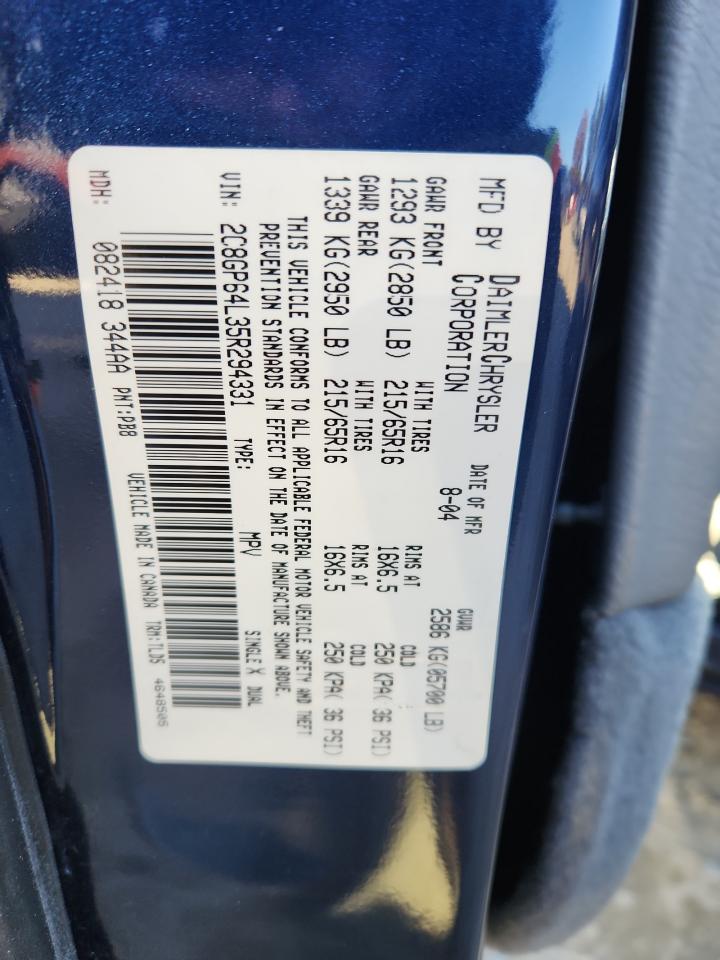 MFD BY DAIMLERCHRYSLER CORPORATION DATE OF MFR 8-04 GVWR 2586 KG(05700 LB)
GAWR FRONT WITH TIRES RIMS AT COLD
1293 KG(2850 LB) 215/65R16 16X6.5 250 KPA( 36 PSI)
GAWR REAR WITH TIRES RIMS AT COLD
1339 KG(2950 LB) 215/65R16 16X6.5 250 KPA( 36 PSI)
THIS VEHICLE CONFORMS TO ALL APPLICABLE FEDERAL MOTOR VEHICLE SAFETY AND THEFT
PREVENTION STANDARDS IN EFFECT ON THE DATE OF MANUFACTURE SHOWN ABOVE.
VIN: 2C8GP64L35R294331 TYPE: MPV SINGLE X DUAL
MDH: 082418 344AA PNT:PB8 VEHICLE MADE IN CANADA TRM:TLD5 4648506